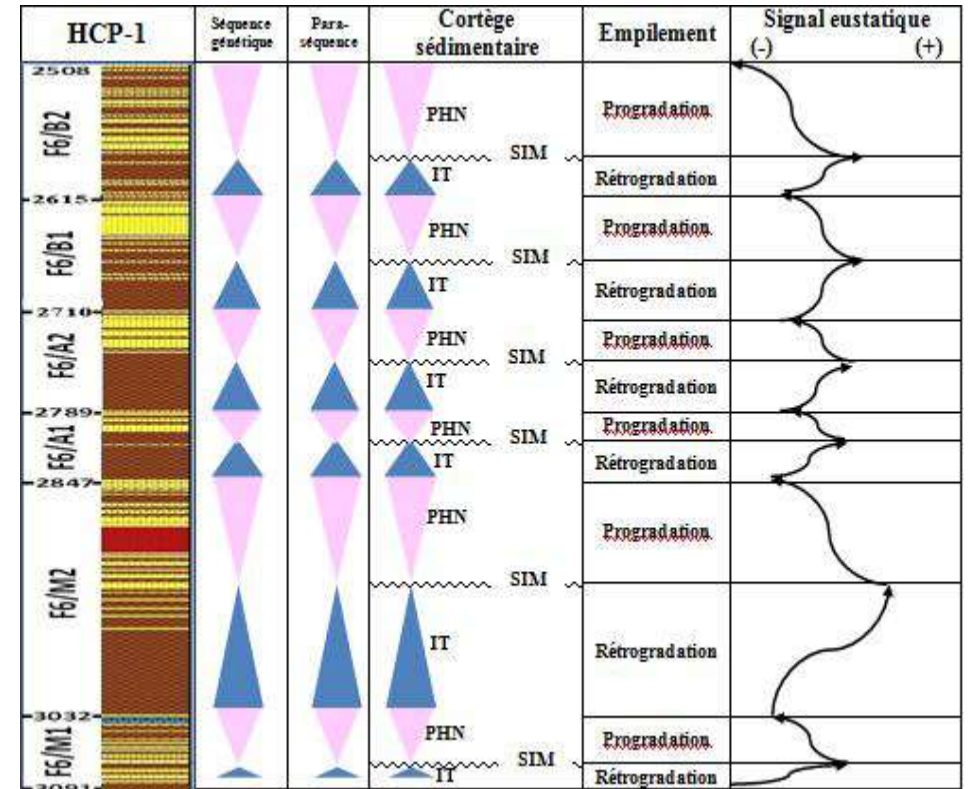 HCP-1
Séquence
génétique
Para-
séquence
Cortège
sédimentaire
Empilement
Signal eustatique
(-) (+)
2508
F6/B2
PHN
Progradation
SIM
IT
Rétrogradation
2615
F6/B1
PHN
Progradation
SIM
IT
Rétrogradation
2710
F6/A2
PHN
Progradation
SIM
IT
Rétrogradation
2789
F6/A1
PHN
Progradation
SIM
IT
Rétrogradation
2847
F6/M2
PHN
Progradation
SIM
IT
Rétrogradation
3032
F6/M1
PHN
Progradation
SIM
IT
Rétrogradation
3091